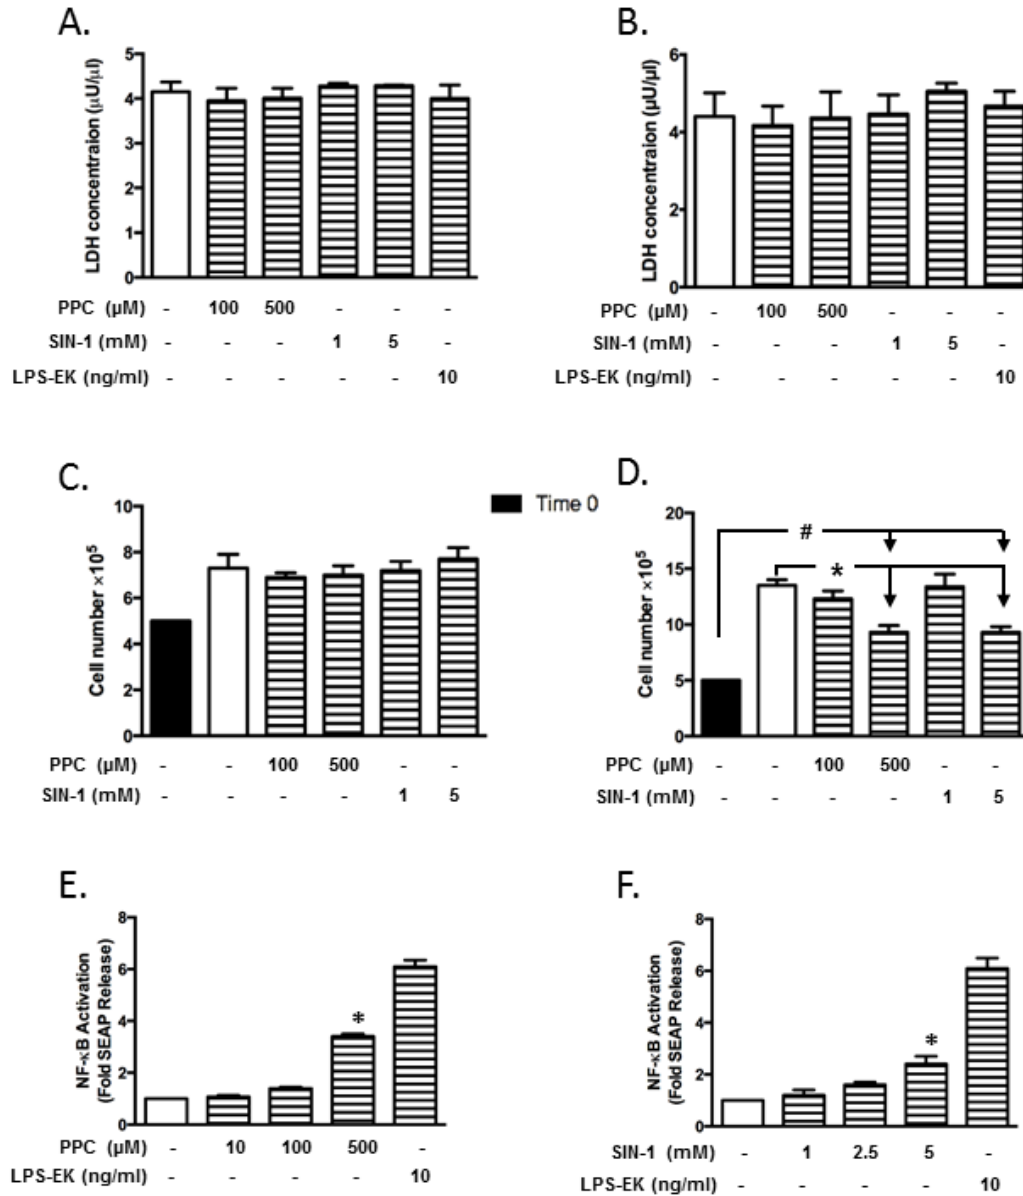 A.
LDH concentraion (µU/µl)
5
4
3
2
1
0
PPC (µM) - 100 500 - - -
SIN-1 (mM) - - - 1 5 -
LPS-EK (ng/ml) - - - - - 10
B.
LDH concentraion (µU/µl)
6
4
2
0
PPC (µM) - 100 500 - - -
SIN-1 (mM) - - - 1 5 -
LPS-EK (ng/ml) - - - - - 10
C.
Cell number ×10⁵
10
8
6
4
2
0
PPC (µM) - - 100 500 - -
SIN-1 (mM) - - - - 1 5
Time 0
D.
Cell number ×10⁵
20
15
10
5
0
#
*
PPC (µM) - - 100 500 - -
SIN-1 (mM) - - - - 1 5
E.
NF-κB Activation
(Fold SEAP Release)
8
6
4
2
0
*
PPC (µM) - 10 100 500 -
LPS-EK (ng/ml) - - - - 10
F.
NF-κB Activation
(Fold SEAP Release)
8
6
4
2
0
*
SIN-1 (mM) - 1 2.5 5 -
LPS-EK (ng/ml) - - - - 10